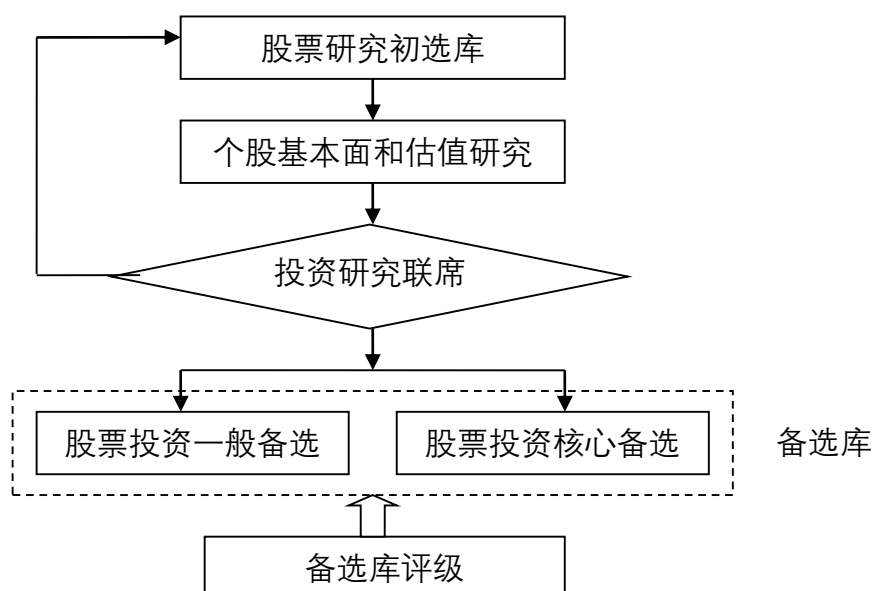 股票研究初选库
个股基本面和估值研究
投资研究联席
股票投资一般备选
股票投资核心备选
备选库
备选库评级